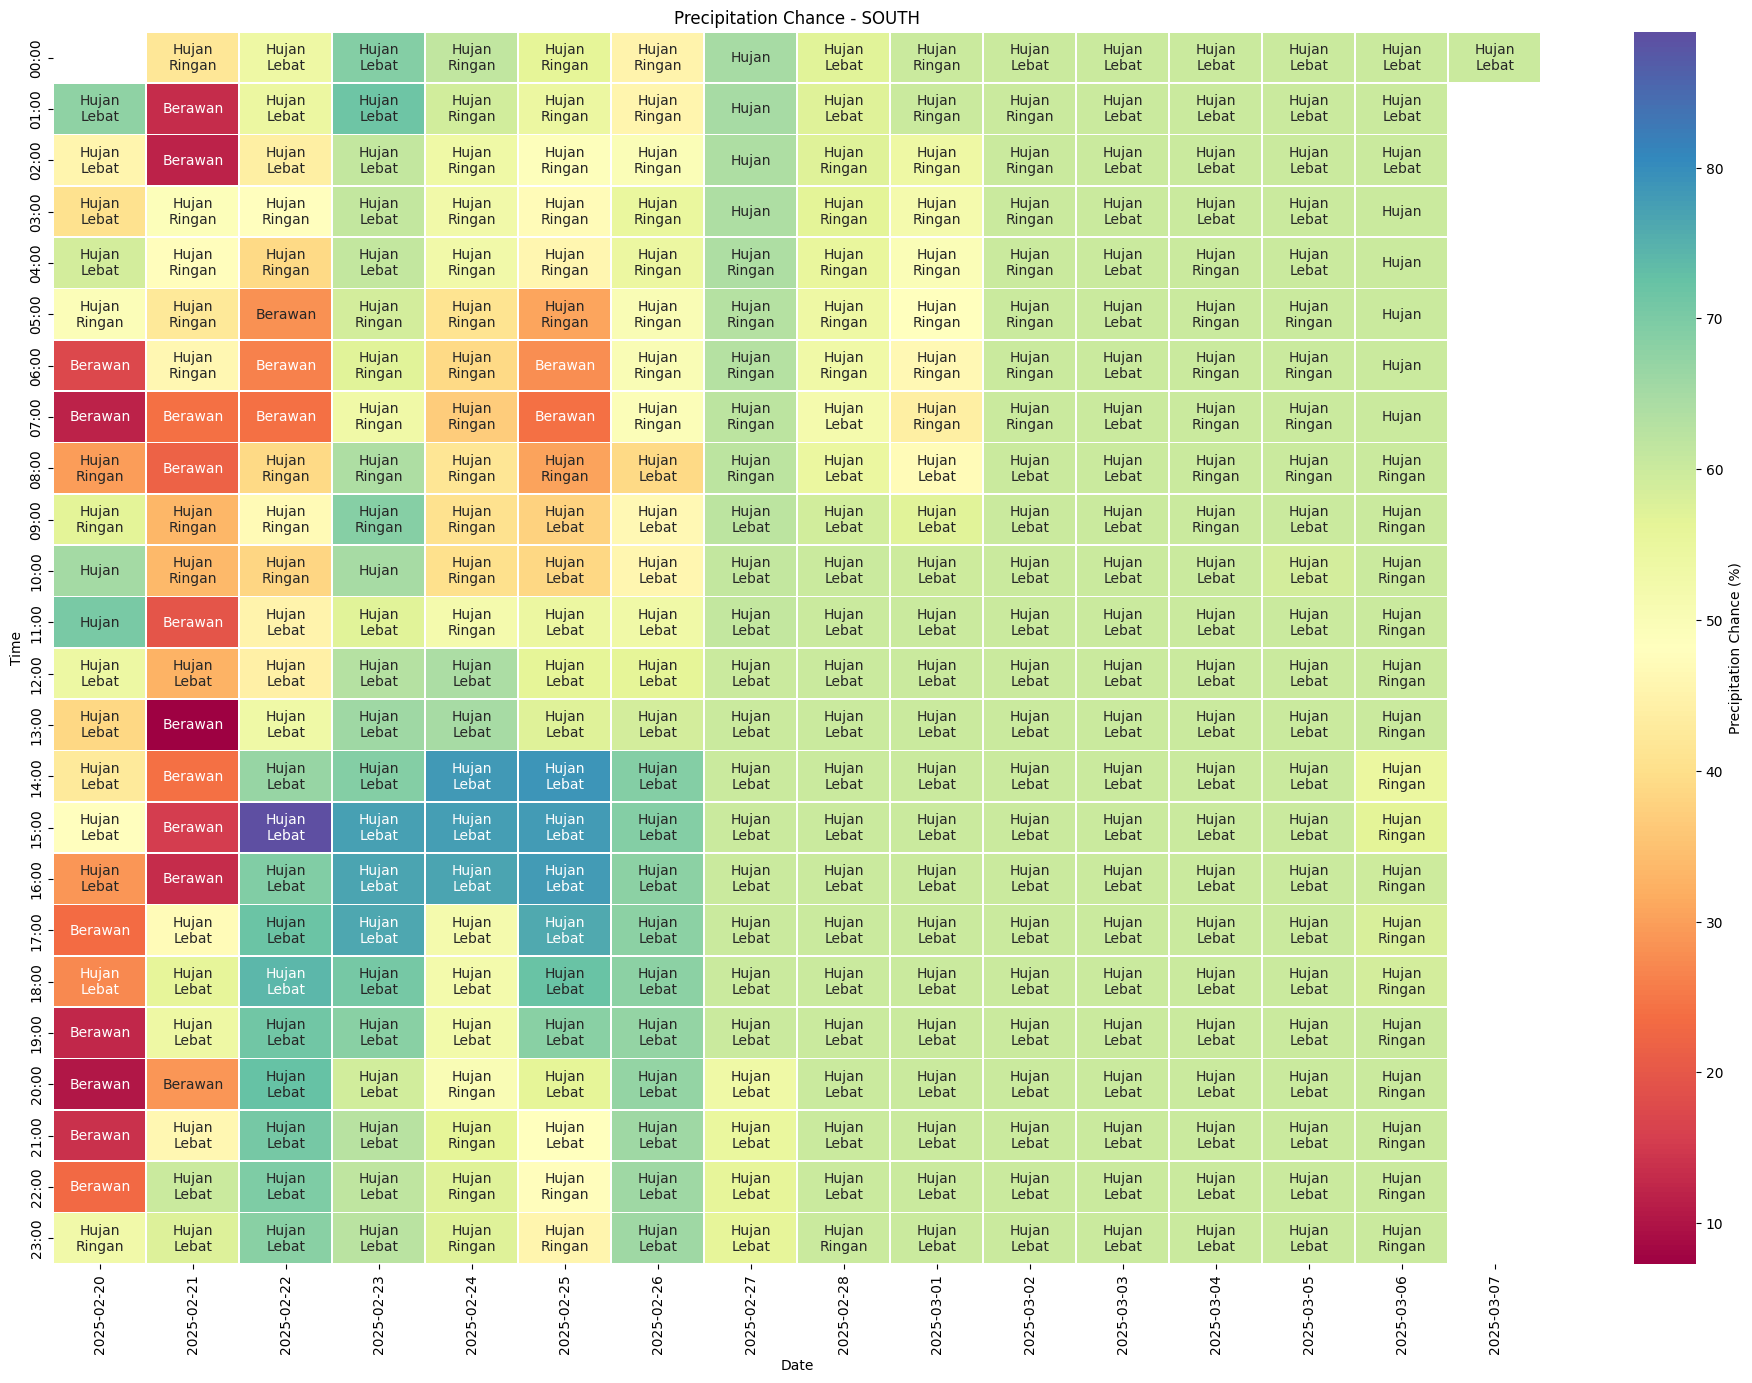 Precipitation Chance - SOUTH
00:00 Hujan Ringan Hujan Lebat Hujan Lebat Hujan Ringan Hujan Ringan Hujan Ringan Hujan Hujan Lebat Hujan Ringan Hujan Lebat Hujan Lebat Hujan Lebat Hujan Lebat Hujan Lebat Hujan Lebat
01:00 Hujan Lebat Berawan Hujan Lebat Hujan Lebat Hujan Ringan Hujan Ringan Hujan Ringan Hujan Hujan Lebat Hujan Ringan Hujan Ringan Hujan Lebat Hujan Lebat Hujan Lebat Hujan Lebat
02:00 Hujan Lebat Berawan Hujan Lebat Hujan Lebat Hujan Ringan Hujan Ringan Hujan Ringan Hujan Hujan Ringan Hujan Ringan Hujan Ringan Hujan Lebat Hujan Lebat Hujan Lebat Hujan Lebat
03:00 Hujan Lebat Hujan Ringan Hujan Ringan Hujan Lebat Hujan Ringan Hujan Ringan Hujan Ringan Hujan Hujan Ringan Hujan Ringan Hujan Ringan Hujan Lebat Hujan Lebat Hujan Lebat Hujan
04:00 Hujan Lebat Hujan Ringan Hujan Ringan Hujan Lebat Hujan Ringan Hujan Ringan Hujan Ringan Hujan Ringan Hujan Ringan Hujan Ringan Hujan Ringan Hujan Lebat Hujan Ringan Hujan Lebat Hujan
05:00 Hujan Ringan Hujan Ringan Berawan Hujan Ringan Hujan Ringan Hujan Ringan Hujan Ringan Hujan Ringan Hujan Ringan Hujan Ringan Hujan Ringan Hujan Lebat Hujan Ringan Hujan Ringan Hujan
06:00 Berawan Hujan Ringan Berawan Hujan Ringan Hujan Ringan Berawan Hujan Ringan Hujan Ringan Hujan Ringan Hujan Ringan Hujan Ringan Hujan Lebat Hujan Ringan Hujan Ringan Hujan
07:00 Berawan Berawan Berawan Hujan Ringan Hujan Ringan Berawan Hujan Ringan Hujan Ringan Hujan Lebat Hujan Ringan Hujan Ringan Hujan Lebat Hujan Ringan Hujan Ringan Hujan
08:00 Hujan Ringan Berawan Hujan Ringan Hujan Ringan Hujan Ringan Hujan Ringan Hujan Lebat Hujan Ringan Hujan Lebat Hujan Lebat Hujan Lebat Hujan Lebat Hujan Ringan Hujan Ringan Hujan Ringan
09:00 Hujan Ringan Hujan Ringan Hujan Ringan Hujan Ringan Hujan Ringan Hujan Lebat Hujan Lebat Hujan Lebat Hujan Lebat Hujan Lebat Hujan Lebat Hujan Lebat Hujan Ringan Hujan Lebat Hujan Ringan
10:00 Hujan Hujan Ringan Hujan Ringan Hujan Hujan Ringan Hujan Lebat Hujan Lebat Hujan Lebat Hujan Lebat Hujan Lebat Hujan Lebat Hujan Lebat Hujan Lebat Hujan Lebat Hujan Ringan
11:00 Hujan Berawan Hujan Lebat Hujan Lebat Hujan Ringan Hujan Lebat Hujan Lebat Hujan Lebat Hujan Lebat Hujan Lebat Hujan Lebat Hujan Lebat Hujan Lebat Hujan Lebat Hujan Ringan
12:00 Hujan Lebat Hujan Lebat Hujan Lebat Hujan Lebat Hujan Lebat Hujan Lebat Hujan Lebat Hujan Lebat Hujan Lebat Hujan Lebat Hujan Lebat Hujan Lebat Hujan Lebat Hujan Lebat Hujan Ringan
13:00 Hujan Lebat Berawan Hujan Lebat Hujan Lebat Hujan Lebat Hujan Lebat Hujan Lebat Hujan Lebat Hujan Lebat Hujan Lebat Hujan Lebat Hujan Lebat Hujan Lebat Hujan Lebat Hujan Ringan
14:00 Hujan Lebat Berawan Hujan Lebat Hujan Lebat Hujan Lebat Hujan Lebat Hujan Lebat Hujan Lebat Hujan Lebat Hujan Lebat Hujan Lebat Hujan Lebat Hujan Lebat Hujan Lebat Hujan Ringan
15:00 Hujan Lebat Berawan Hujan Lebat Hujan Lebat Hujan Lebat Hujan Lebat Hujan Lebat Hujan Lebat Hujan Lebat Hujan Lebat Hujan Lebat Hujan Lebat Hujan Lebat Hujan Lebat Hujan Ringan
16:00 Hujan Lebat Berawan Hujan Lebat Hujan Lebat Hujan Lebat Hujan Lebat Hujan Lebat Hujan Lebat Hujan Lebat Hujan Lebat Hujan Lebat Hujan Lebat Hujan Lebat Hujan Lebat Hujan Ringan
17:00 Berawan Hujan Lebat Hujan Lebat Hujan Lebat Hujan Lebat Hujan Lebat Hujan Lebat Hujan Lebat Hujan Lebat Hujan Lebat Hujan Lebat Hujan Lebat Hujan Lebat Hujan Lebat Hujan Ringan
18:00 Hujan Lebat Hujan Lebat Hujan Lebat Hujan Lebat Hujan Lebat Hujan Lebat Hujan Lebat Hujan Lebat Hujan Lebat Hujan Lebat Hujan Lebat Hujan Lebat Hujan Lebat Hujan Lebat Hujan Ringan
19:00 Berawan Hujan Lebat Hujan Lebat Hujan Lebat Hujan Lebat Hujan Lebat Hujan Lebat Hujan Lebat Hujan Lebat Hujan Lebat Hujan Lebat Hujan Lebat Hujan Lebat Hujan Lebat Hujan Ringan
20:00 Berawan Berawan Hujan Lebat Hujan Lebat Hujan Ringan Hujan Lebat Hujan Lebat Hujan Lebat Hujan Lebat Hujan Lebat Hujan Lebat Hujan Lebat Hujan Lebat Hujan Lebat Hujan Ringan
21:00 Berawan Hujan Lebat Hujan Lebat Hujan Lebat Hujan Ringan Hujan Lebat Hujan Lebat Hujan Lebat Hujan Lebat Hujan Lebat Hujan Lebat Hujan Lebat Hujan Lebat Hujan Lebat Hujan Ringan
22:00 Berawan Hujan Lebat Hujan Lebat Hujan Lebat Hujan Ringan Hujan Ringan Hujan Lebat Hujan Lebat Hujan Lebat Hujan Lebat Hujan Lebat Hujan Lebat Hujan Lebat Hujan Lebat Hujan Ringan
23:00 Hujan Ringan Hujan Lebat Hujan Lebat Hujan Lebat Hujan Ringan Hujan Ringan Hujan Lebat Hujan Lebat Hujan Ringan Hujan Lebat Hujan Lebat Hujan Lebat Hujan Lebat Hujan Lebat Hujan Ringan
Time
2025-02-20 2025-02-21 2025-02-22 2025-02-23 2025-02-24 2025-02-25 2025-02-26 2025-02-27 2025-02-28 2025-03-01 2025-03-02 2025-03-03 2025-03-04 2025-03-05 2025-03-06 2025-03-07
Date
80
70
60
50
40
30
20
10
Precipitation Chance (%)